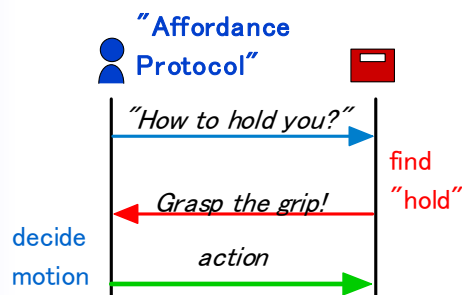 "Affordance
Protocol"
"How to hold you?"
find
"hold"
Grasp the grip!
decide
motion
action